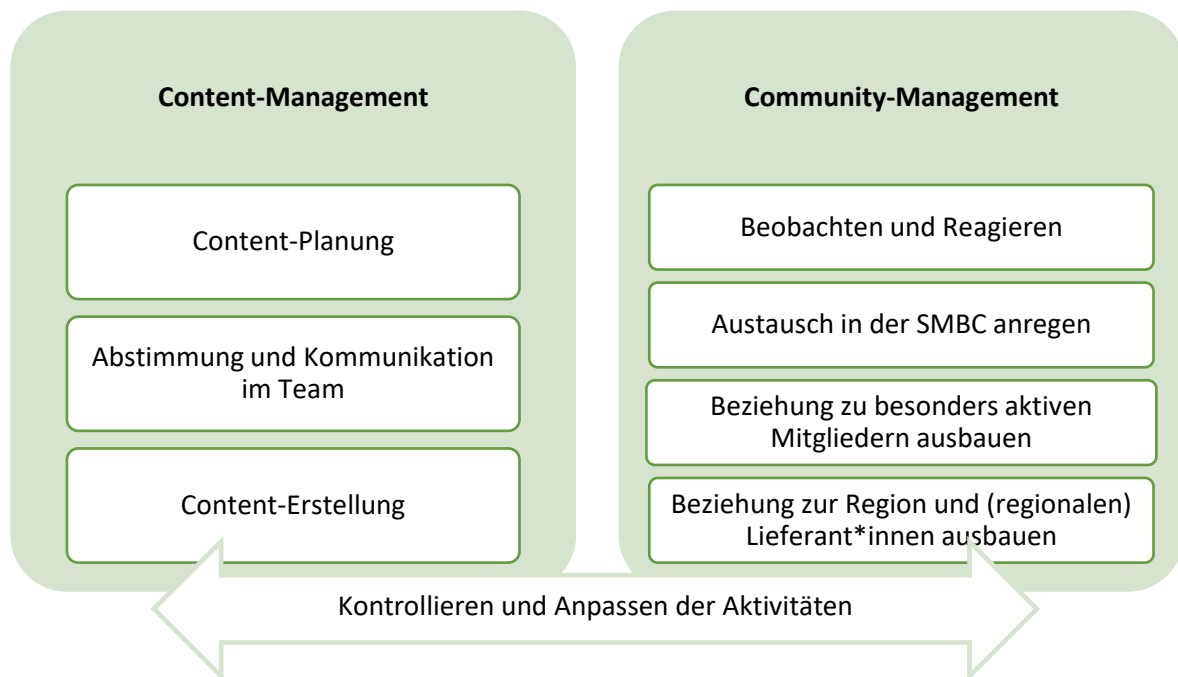 Content-Management
Content-Planung
Abstimmung und Kommunikation
im Team
Content-Erstellung
Community-Management
Beobachten und Reagieren
Austausch in der SMBC anregen
Beziehung zu besonders aktiven
Mitgliedern ausbauen
Beziehung zur Region und (regionalen)
Lieferant*innen ausbauen
Kontrollieren und Anpassen der Aktivitäten